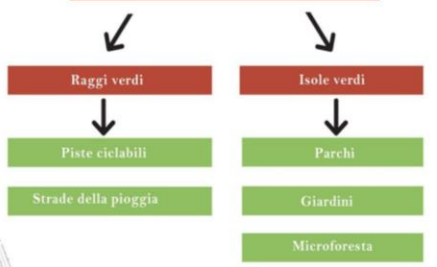 Raggi verdi
Isole verdi
Piste ciclabili
Parchi
Strade della pioggia
Giardini
Microforesta